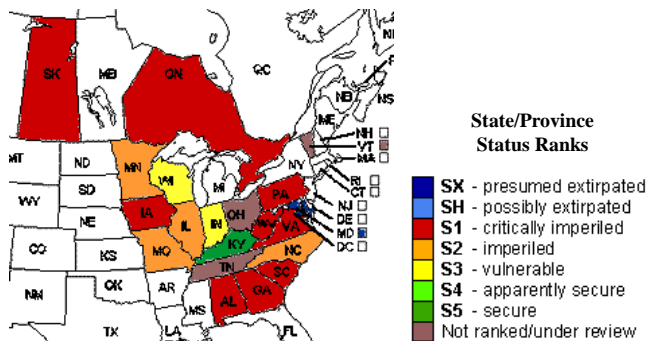 SK
MB
ON
QC
NB
NS
ME
NH
VT
MA
MT
ND
MN
WI
MI
NY
RI
CT
SD
WY
IA
PA
NJ
NE
IL
IN
OH
DE
MD
WV
VA
DC
CO
KS
MO
KY
NC
TN
OK
AR
SC
NM
MS
AL
GA
TX
LA
FL
State/Province
Status Ranks
SX - presumed extirpated
SH - possibly extirpated
S1 - critically imperiled
S2 - imperiled
S3 - vulnerable
S4 - apparently secure
S5 - secure
Not ranked/under review